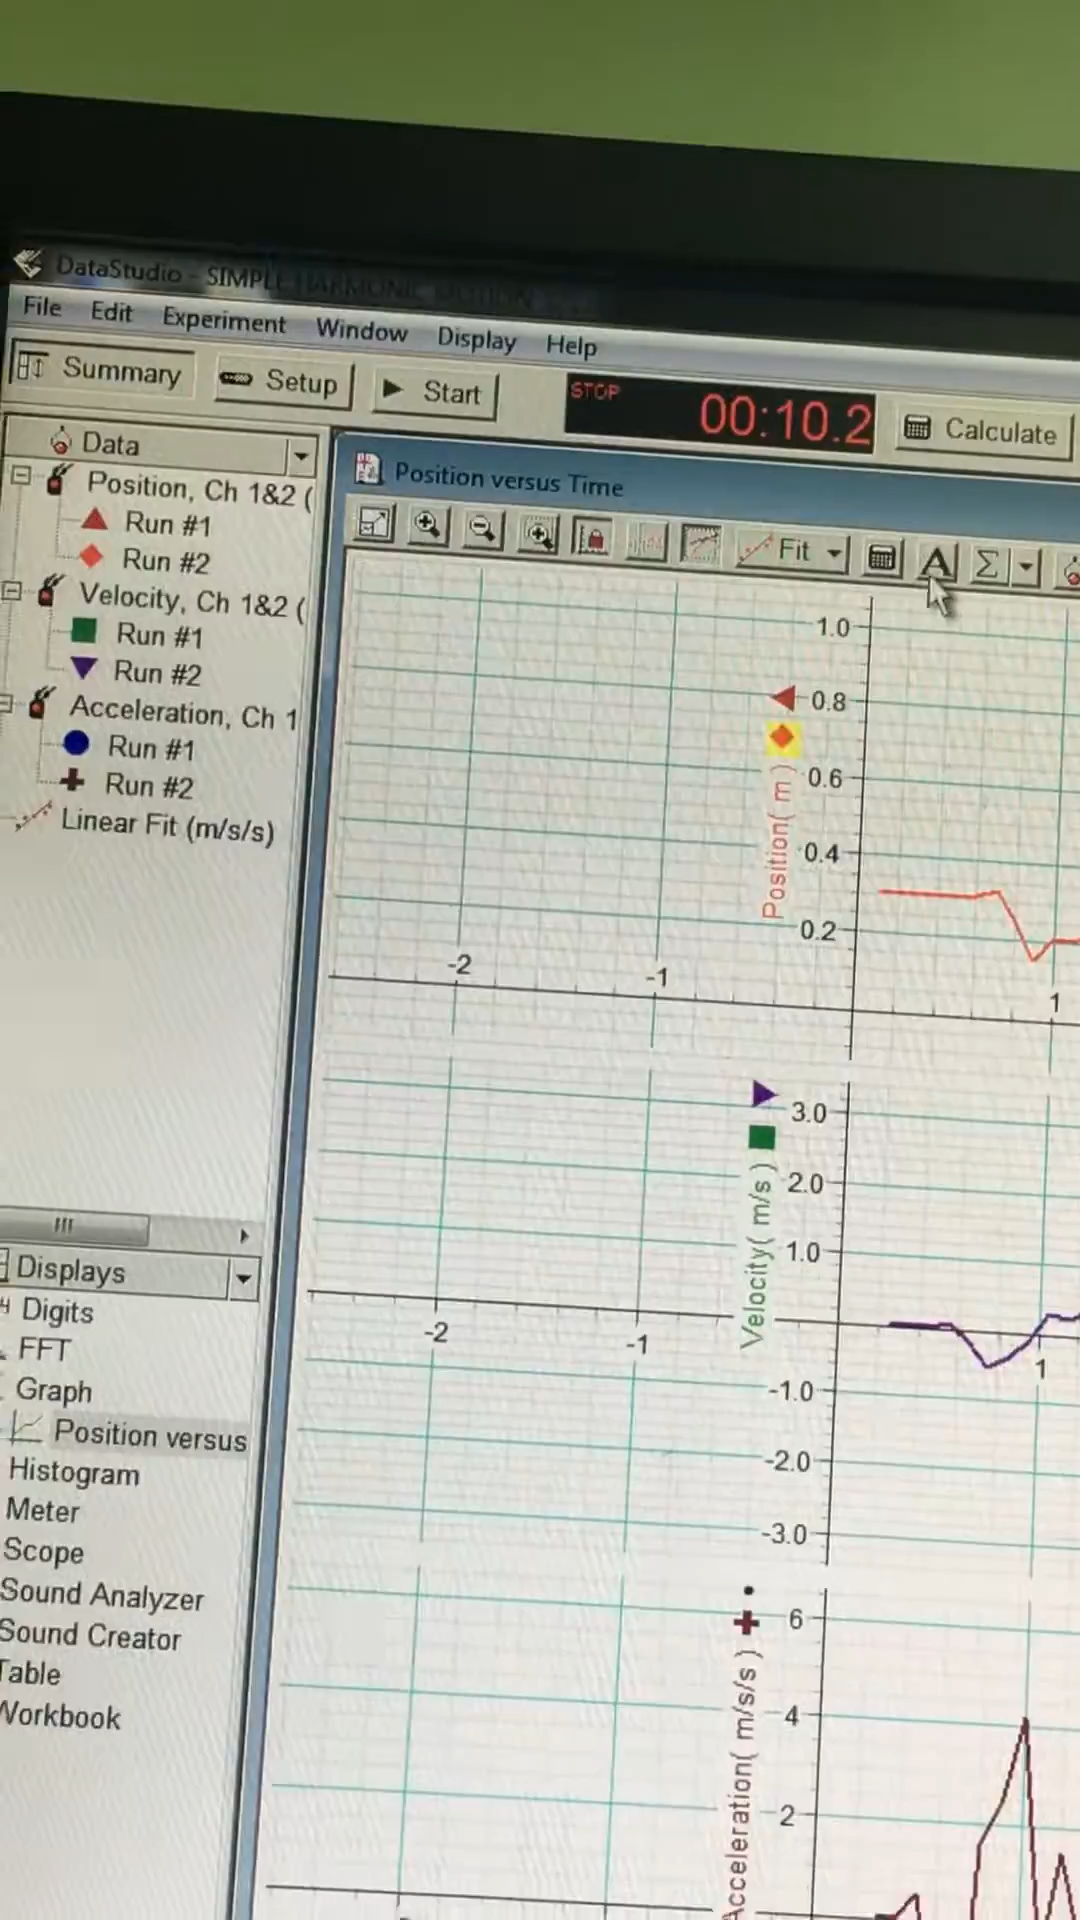 DataStudio - SIMPLE HARMONIC MOTION
File Edit Experiment Window Display Help
Summary Setup Start STOP 00:10.2 Calculate
Data
Position, Ch 1&2 (
Run #1
Run #2
Velocity, Ch 1&2 (
Run #1
Run #2
Acceleration, Ch 1
Run #1
Run #2
Linear Fit (m/s/s)
Displays
Digits
FFT
Graph
Position versus
Histogram
Meter
Scope
Sound Analyzer
Sound Creator
Table
Workbook
Position versus Time
Fit A Σ
Position( m )
1.0
0.8
0.6
0.4
0.2
-2 -1 1
Velocity( m/s )
3.0
2.0
1.0
-2 -1 1
-1.0
-2.0
-3.0
Acceleration( m/s/s )
6
4
2